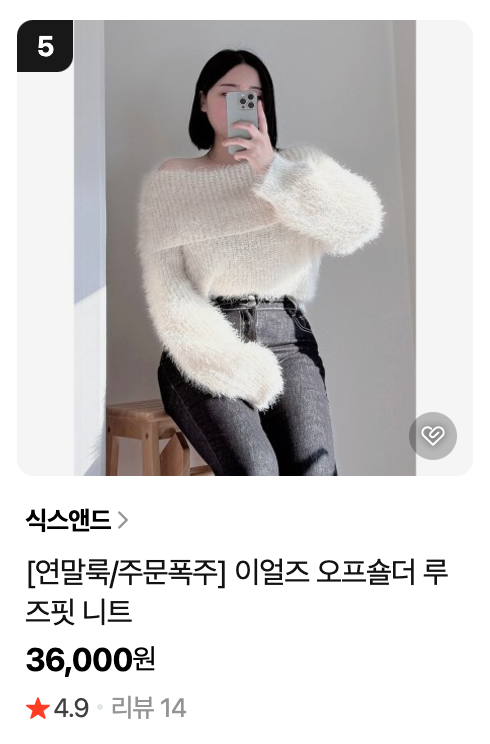 5
식스앤드
[연말룩/주문폭주] 이얼즈 오프숄더 루
즈핏 니트
36,000원
4.9 • 리뷰 14